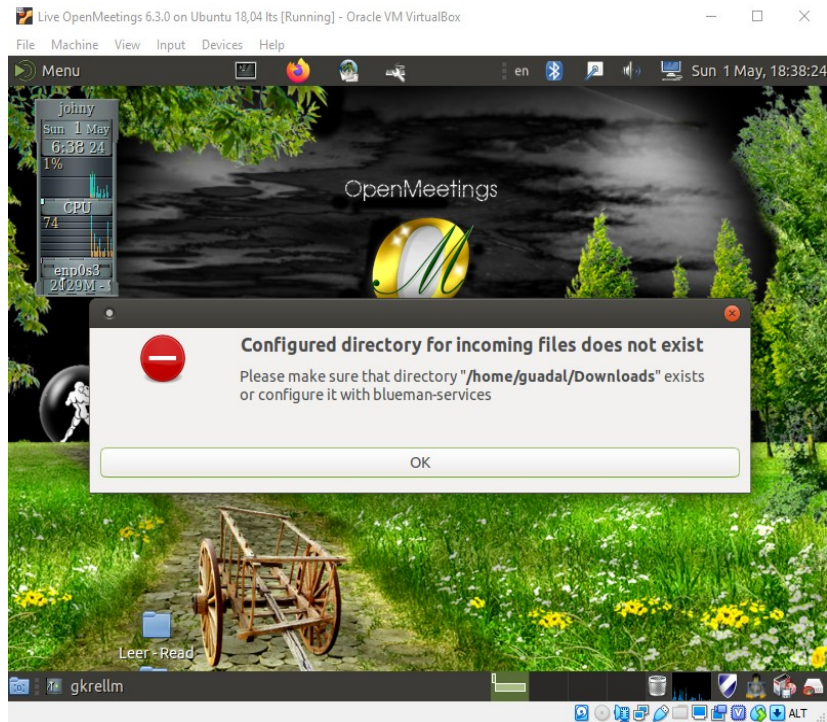 Live OpenMeetings 6.3.0 on Ubuntu 18,04 lts [Running] - Oracle VM VirtualBox
File Machine View Input Devices Help
Menu en Sun 1 May, 18:38:24
johny
Sun 1 May
6:38 24
1%
CPU
74
enp0s3
2129M -
OpenMeetings
Configured directory for incoming files does not exist
Please make sure that directory "/home/guadal/Downloads" exists
or configure it with blueman-services
OK
Leer - Read
gkrellm
ALT